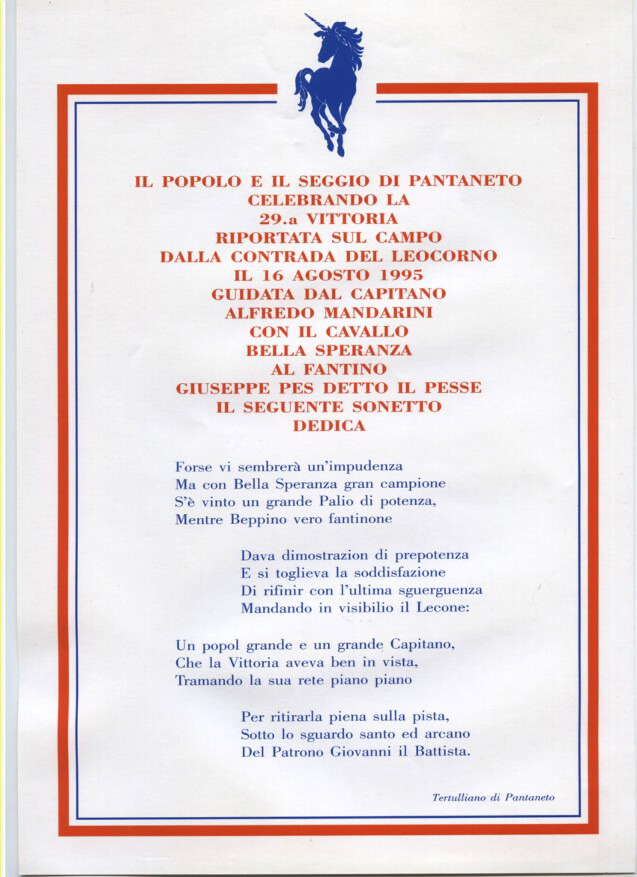 IL POPOLO E IL SEGGIO DI PANTANETO
CELEBRANDO LA
29.a VITTORIA
RIPORTATA SUL CAMPO
DALLA CONTRADA DEL LEOCORNO
IL 16 AGOSTO 1995
GUIDATA DAL CAPITANO
ALFREDO MANDARINI
CON IL CAVALLO
BELLA SPERANZA
AL FANTINO
GIUSEPPE PES DETTO IL PESSE
IL SEGUENTE SONETTO
DEDICA
Forse vi sembrerà un'impudenza
Ma con Bella Speranza gran campione
S'è vinto un grande Palio di potenza,
Mentre Beppino vero fantinone
Dava dimostrazion di prepotenza
E si toglieva la soddisfazione
Di rifinir con l'ultima sguerguenza
Mandando in visibilio il Lecone:
Un popol grande e un grande Capitano,
Che la Vittoria aveva ben in vista,
Tramando la sua rete piano piano
Per ritirarla piena sulla pista,
Sotto lo sguardo santo ed arcano
Del Patrono Giovanni il Battista.
Tertulliano di Pantaneto